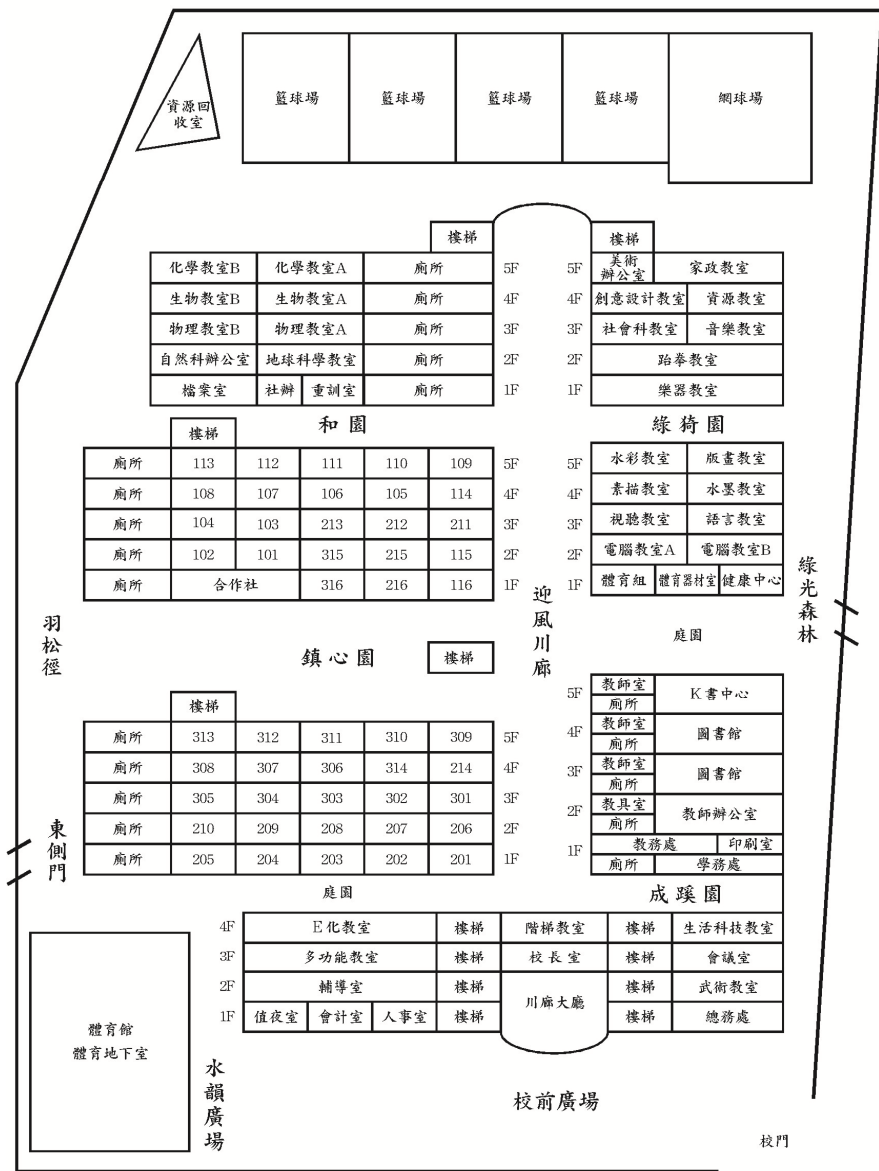 籃球場 籃球場 籃球場 籃球場 網球場
資源回
收室
樓梯 樓梯
化學教室B 化學教室A 廁所 5F
生物教室B 生物教室A 廁所 4F
物理教室B 物理教室A 廁所 3F
自然科辦公室 地球科學教室 廁所 2F
檔案室 社辦 重訓室 廁所 1F
5F 美術
辦公室 家政教室
4F 創意設計教室 資源教室
3F 社會科教室 音樂教室
2F 跆拳教室
1F 樂器教室
和園 綠猗園
樓梯
廁所 113 112 111 110 109 5F
廁所 108 107 106 105 114 4F
廁所 104 103 213 212 211 3F
廁所 102 101 315 215 115 2F
廁所 合作社 316 216 116 1F
5F 水彩教室 版畫教室
4F 素描教室 水墨教室
3F 視聽教室 語言教室
2F 電腦教室A 電腦教室B
1F 體育組 體育器材室 健康中心
羽松徑
迎風川廊
綠光森林
庭園
鎮心園 樓梯
樓梯
廁所 313 312 311 310 309 5F
廁所 308 307 306 314 214 4F
廁所 305 304 303 302 301 3F
廁所 210 209 208 207 206 2F
廁所 205 204 203 202 201 1F
5F 教師室 K書中心
廁所
4F 教師室 圖書館
廁所
3F 教師室 圖書館
廁所
2F 教具室 教師辦公室
廁所
1F 教務處 印刷室
廁所 學務處
東側門
庭園 成蹊園
4F E化教室 樓梯 階梯教室 樓梯 生活科技教室
3F 多功能教室 樓梯 校長室 樓梯 會議室
2F 輔導室 樓梯 川廊大廳 樓梯 武術教室
1F 值夜室 會計室 人事室 樓梯 樓梯 總務處
體育館
體育地下室
水韻廣場
校前廣場
校門